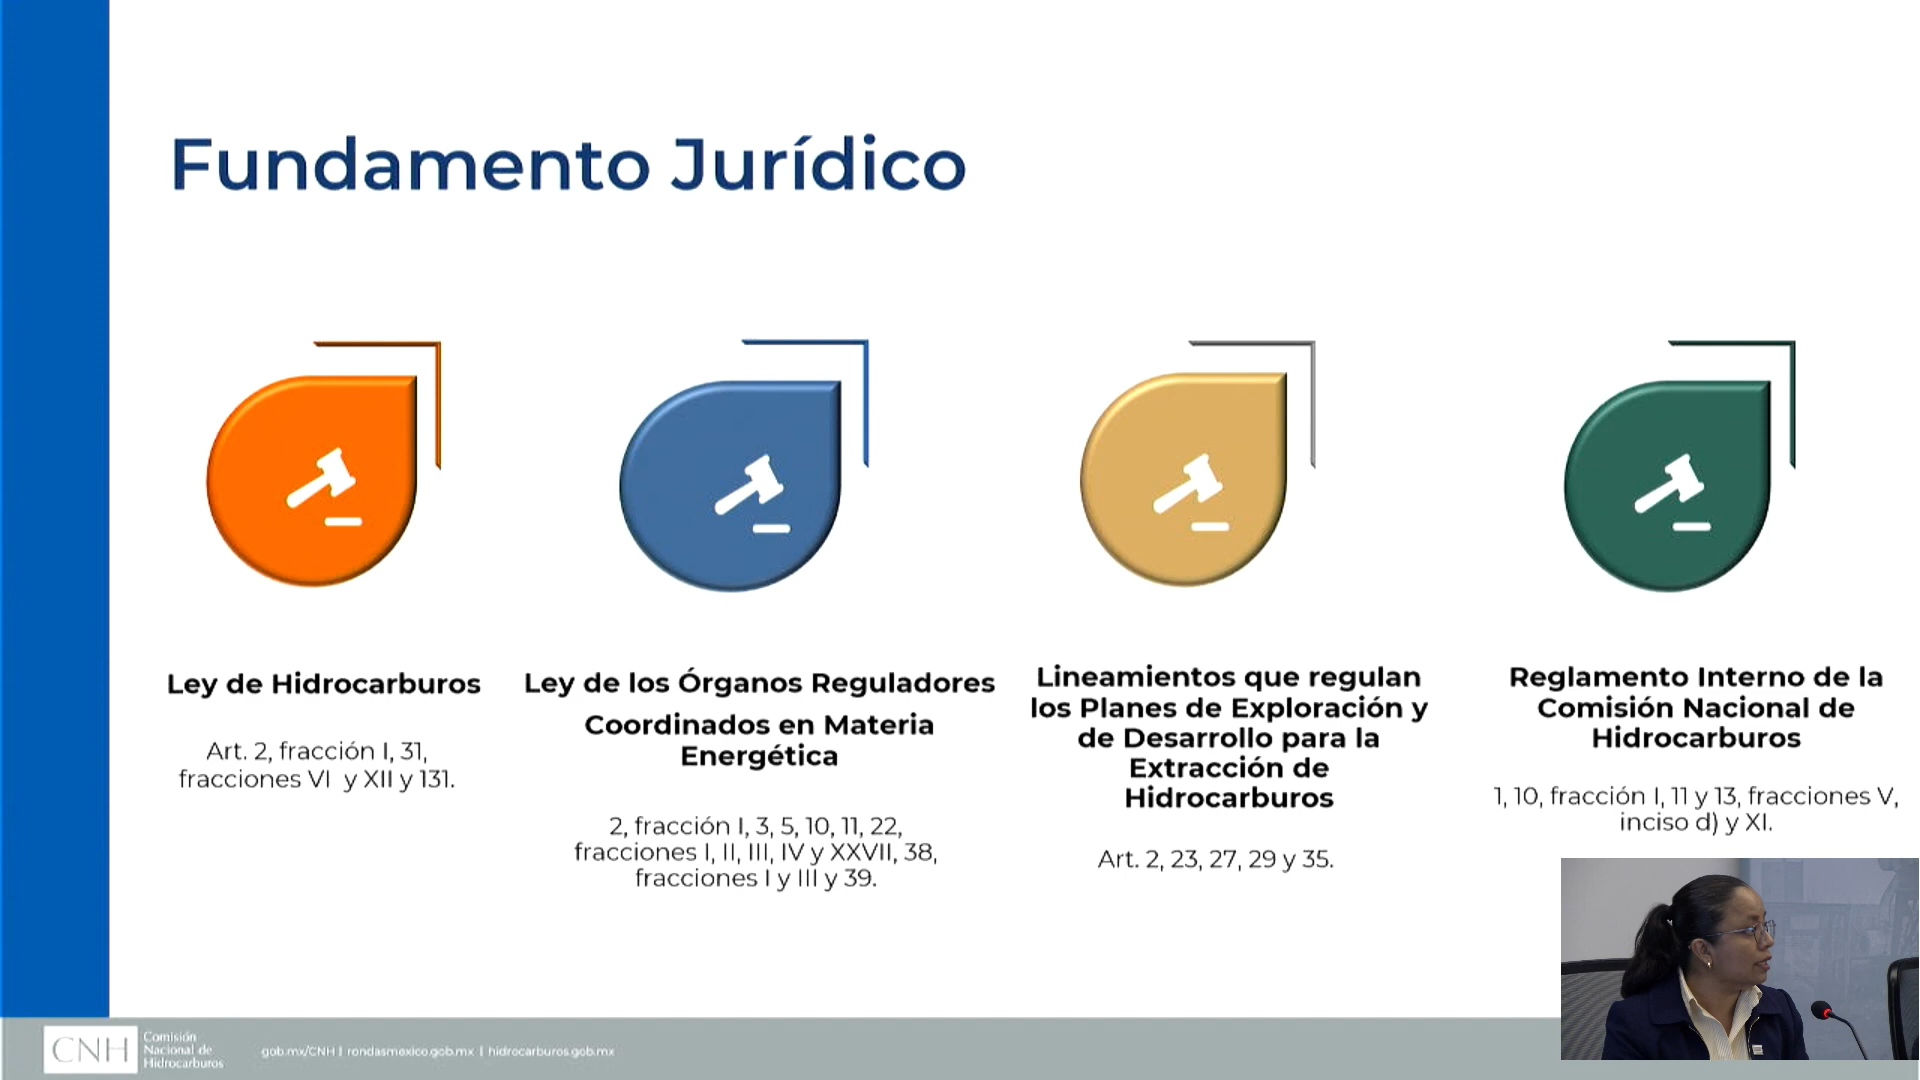 Fundamento Jurídico
Ley de Hidrocarburos
Art. 2, fracción I, 31,
fracciones VI y XII y 131.
Ley de los Órganos Reguladores
Coordinados en Materia
Energética
2, fracción I, 3, 5, 10, 11, 22,
fracciones I, II, III, IV y XXVII, 38,
fracciones I y III y 39.
Lineamientos que regulan
los Planes de Exploración y
de Desarrollo para la
Extracción de
Hidrocarburos
Art. 2, 23, 27, 29 y 35.
Reglamento Interno de la
Comisión Nacional de
Hidrocarburos
1, 10, fracción I, 11 y 13, fracciones V,
inciso d) y XI.
CNH
Comisión
Nacional de
Hidrocarburos
gob.mx/CNH | rondasmexico.gob.mx | hidrocarburos.gob.mx